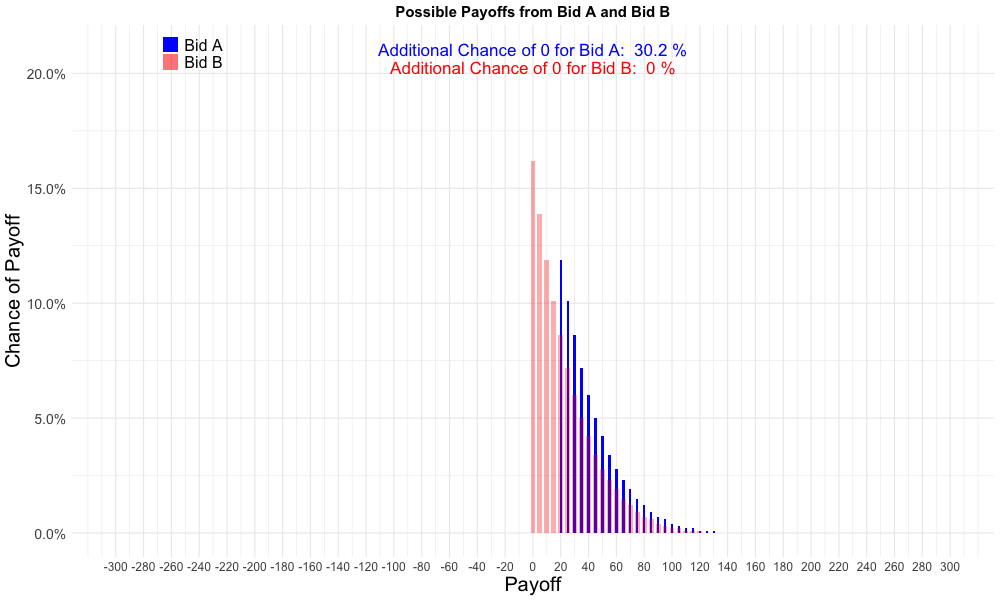 Possible Payoffs from Bid A and Bid B
Bid A
Bid B
Additional Chance of 0 for Bid A: 30.2 %
Additional Chance of 0 for Bid B: 0 %
Chance of Payoff
20.0%
15.0%
10.0%
5.0%
0.0%
-300 -280 -260 -240 -220 -200 -180 -160 -140 -120 -100 -80 -60 -40 -20 0 20 40 60 80 100 120 140 160 180 200 220 240 260 280 300
Payoff